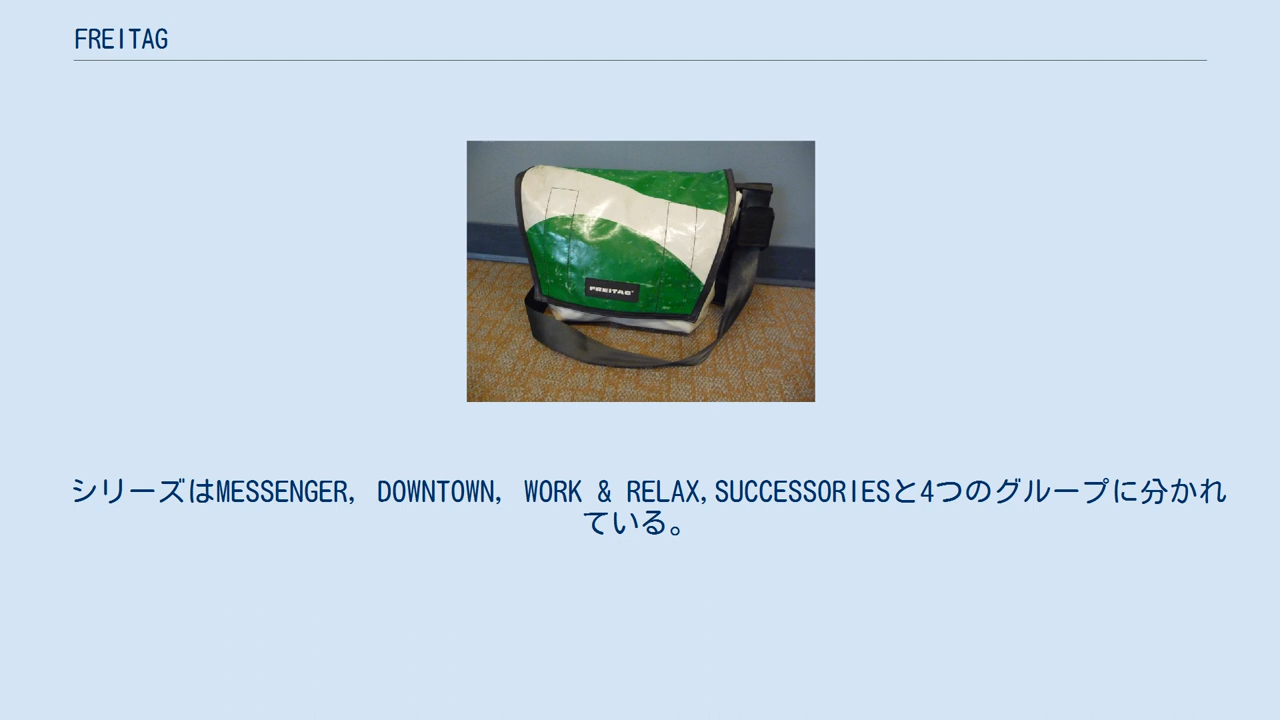 FREITAG
FREITAG
シリーズはMESSENGER, DOWNTOWN, WORK & RELAX,SUCCESSORIESと4つのグループに分かれ
ている。